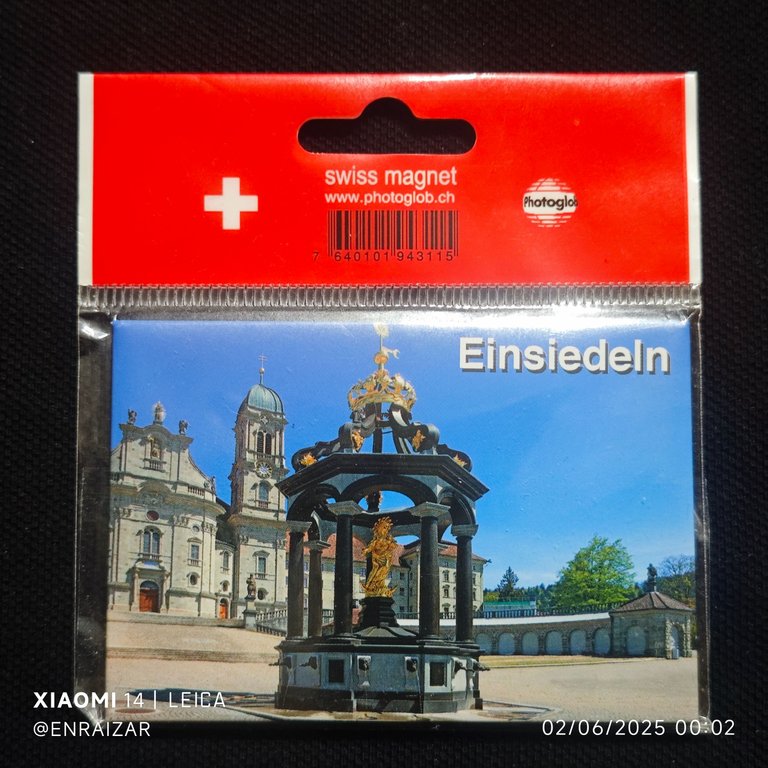 swiss magnet
www.photoglob.ch
Photoglob
7 640101 943115
Einsiedeln
XIAOMI 14 | LEICA
@ENRAIZAR
02/06/2025 00:02